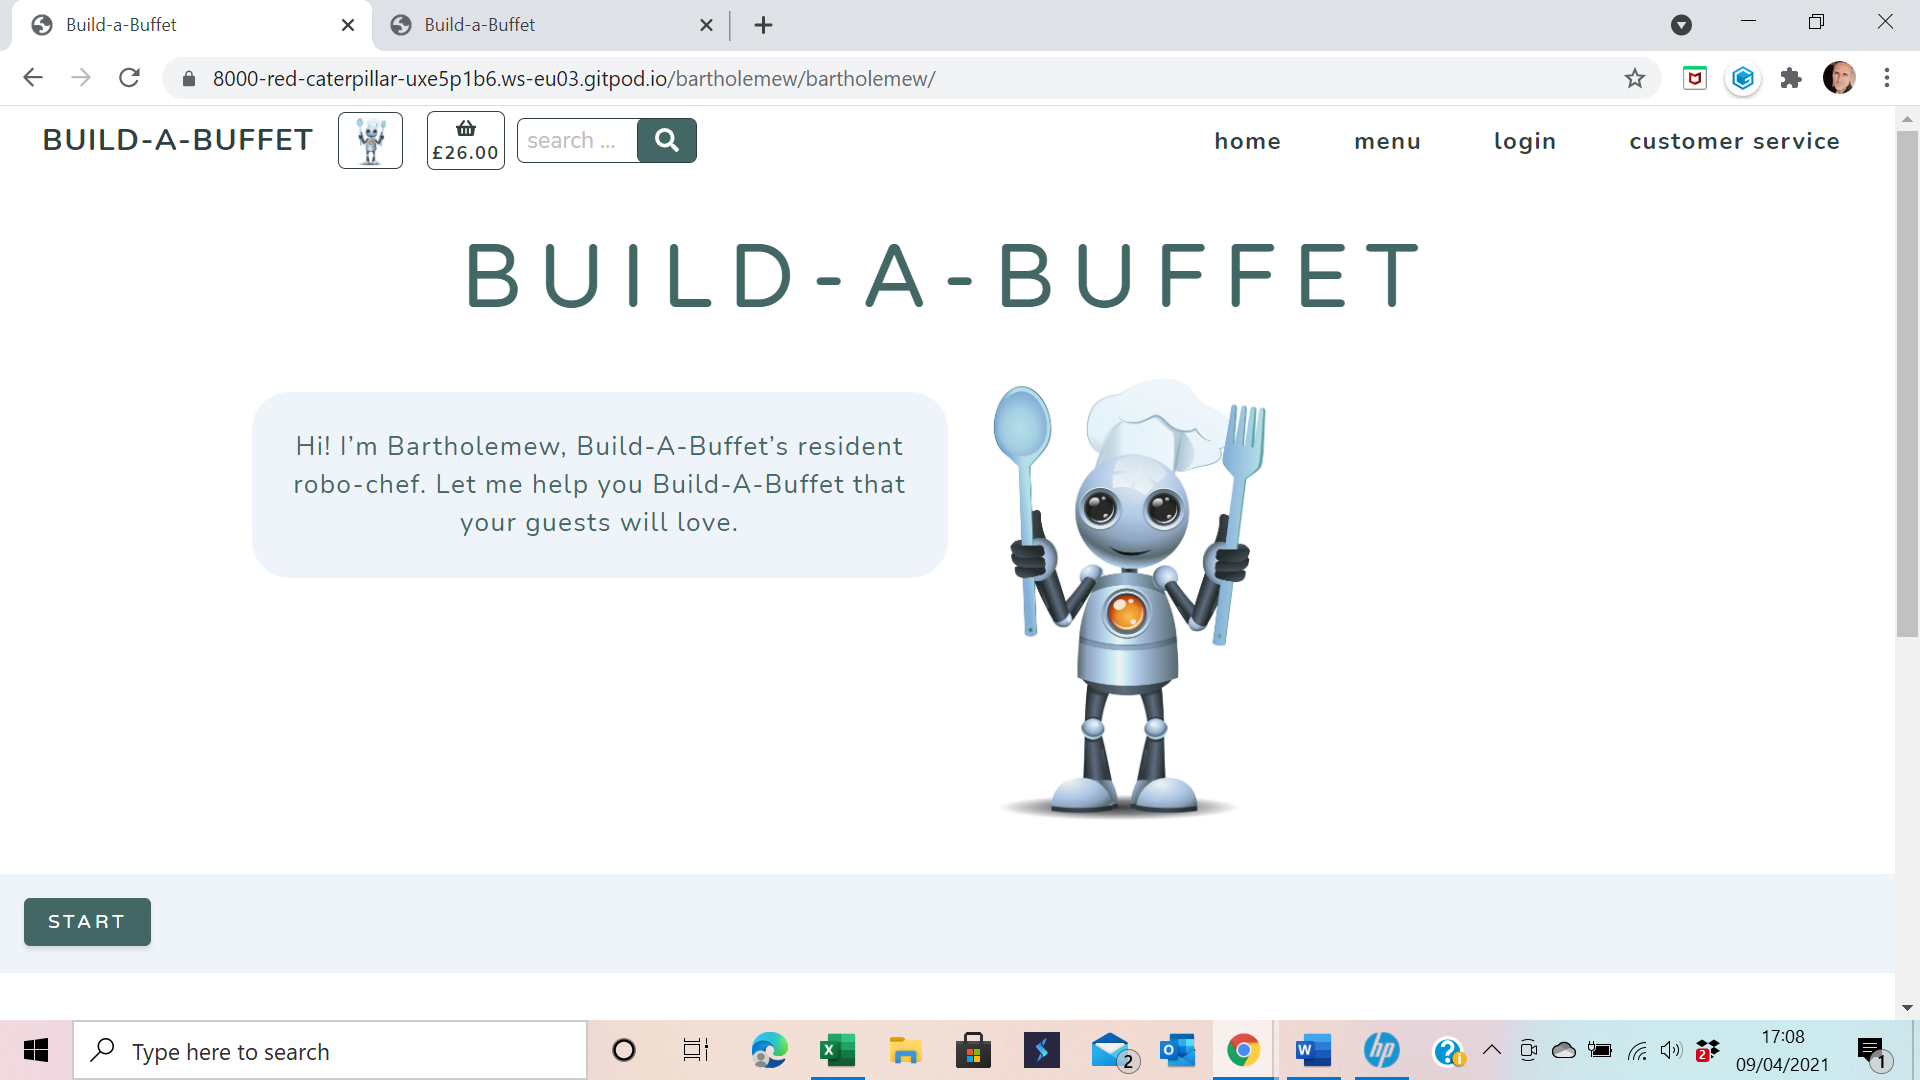 Build-a-Buffet
Build-a-Buffet
8000-red-caterpillar-uxe5p1b6.ws-eu03.gitpod.io/bartholemew/bartholemew/
BUILD-A-BUFFET
£26.00
search ...
home
menu
login
customer service
BUILD-A-BUFFET
Hi! I’m Bartholemew, Build-A-Buffet’s resident
robo-chef. Let me help you Build-A-Buffet that
your guests will love.
START
Type here to search
2
2
17:08
09/04/2021
1